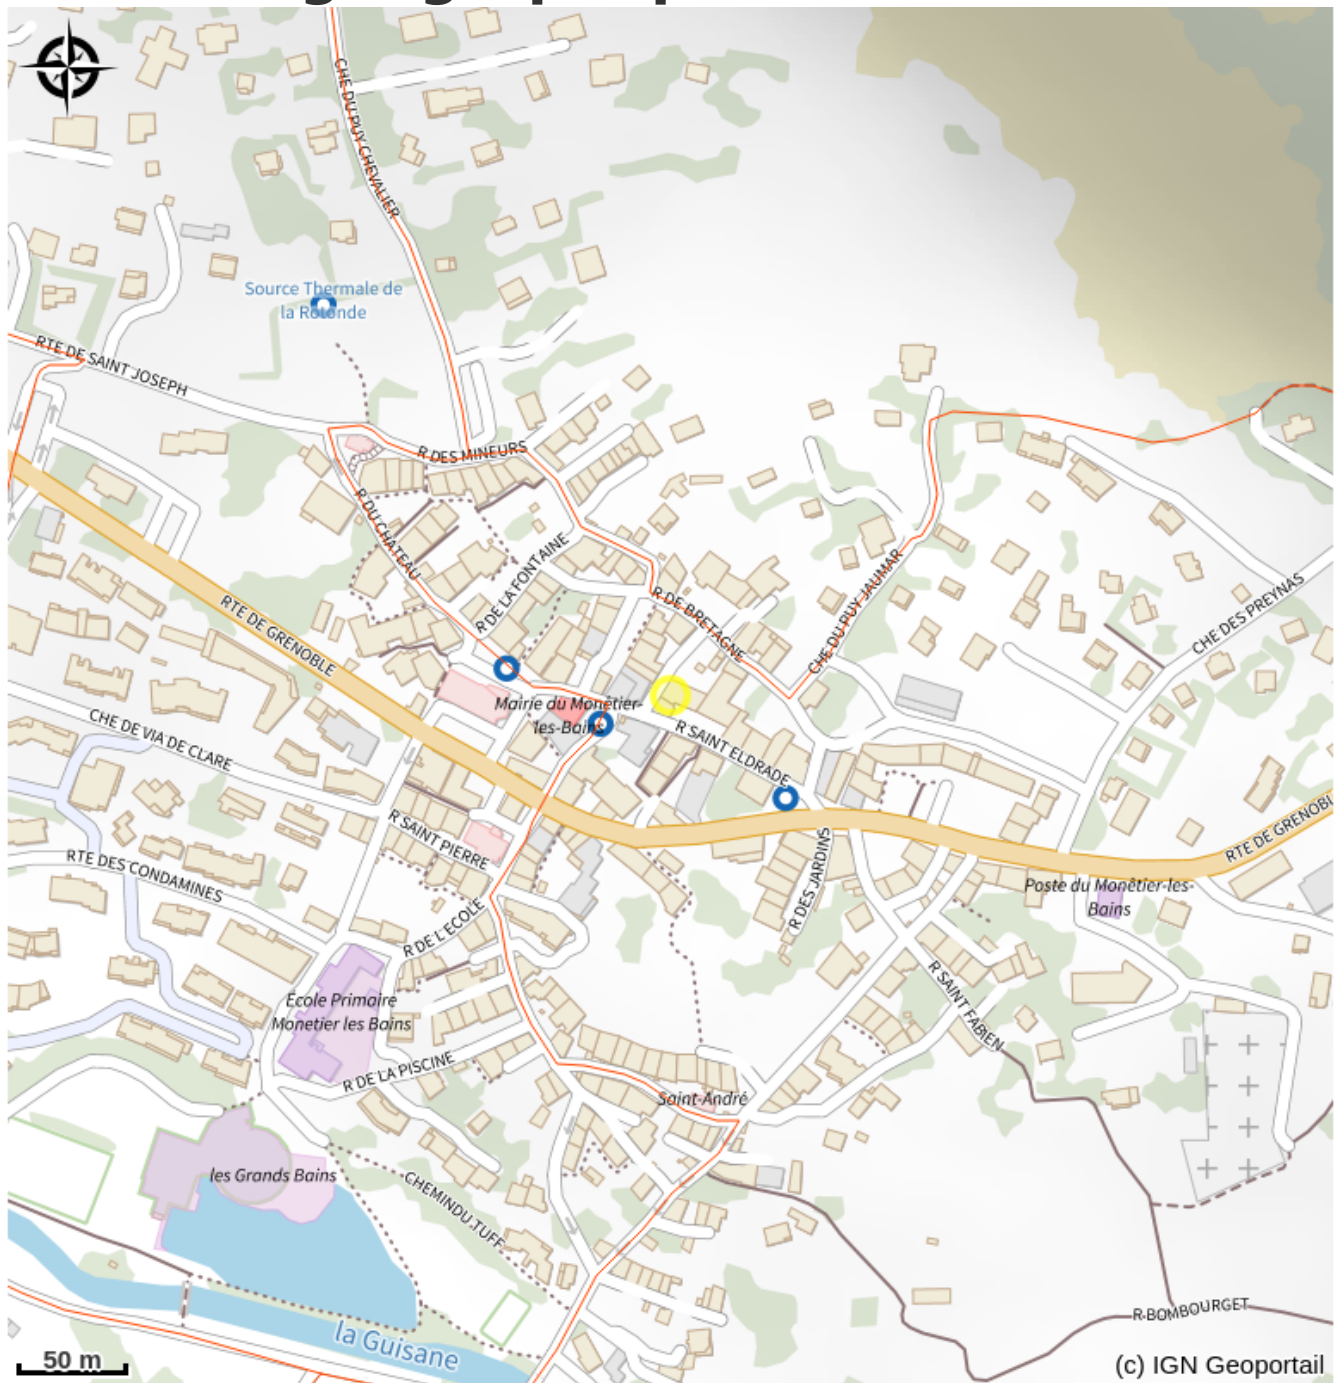 CHE DU PUY CHEVALIER
Source Thermale de
la Rotonde
RTE DE SAINT JOSEPH
R DES MINEURS
R DU CHATEAU
R DE LA FONTAINE
R DE BRETAGNE
CHE DU PUY JAUMAR
CHE DES PREYNAS
RTE DE GRENOBLE
Mairie du Monêtier-
les-Bains
R SAINT ELDRADE
CHE DE VIA DE CLARE
R SAINT PIERRE
RTE DE GRENOBL
RTE DES CONDAMINES
R DES JARDINS
Poste du Monêtier-les-
Bains
R DE L'ECOLE
R SAINT FABIEN
École Primaire
Monetier les Bains
R DE LA PISCINE
Saint-André
les Grands Bains
CHEMIN DU TUFF
R BOMBOURGET
la Guisane
50 m
(c) IGN Geoportail